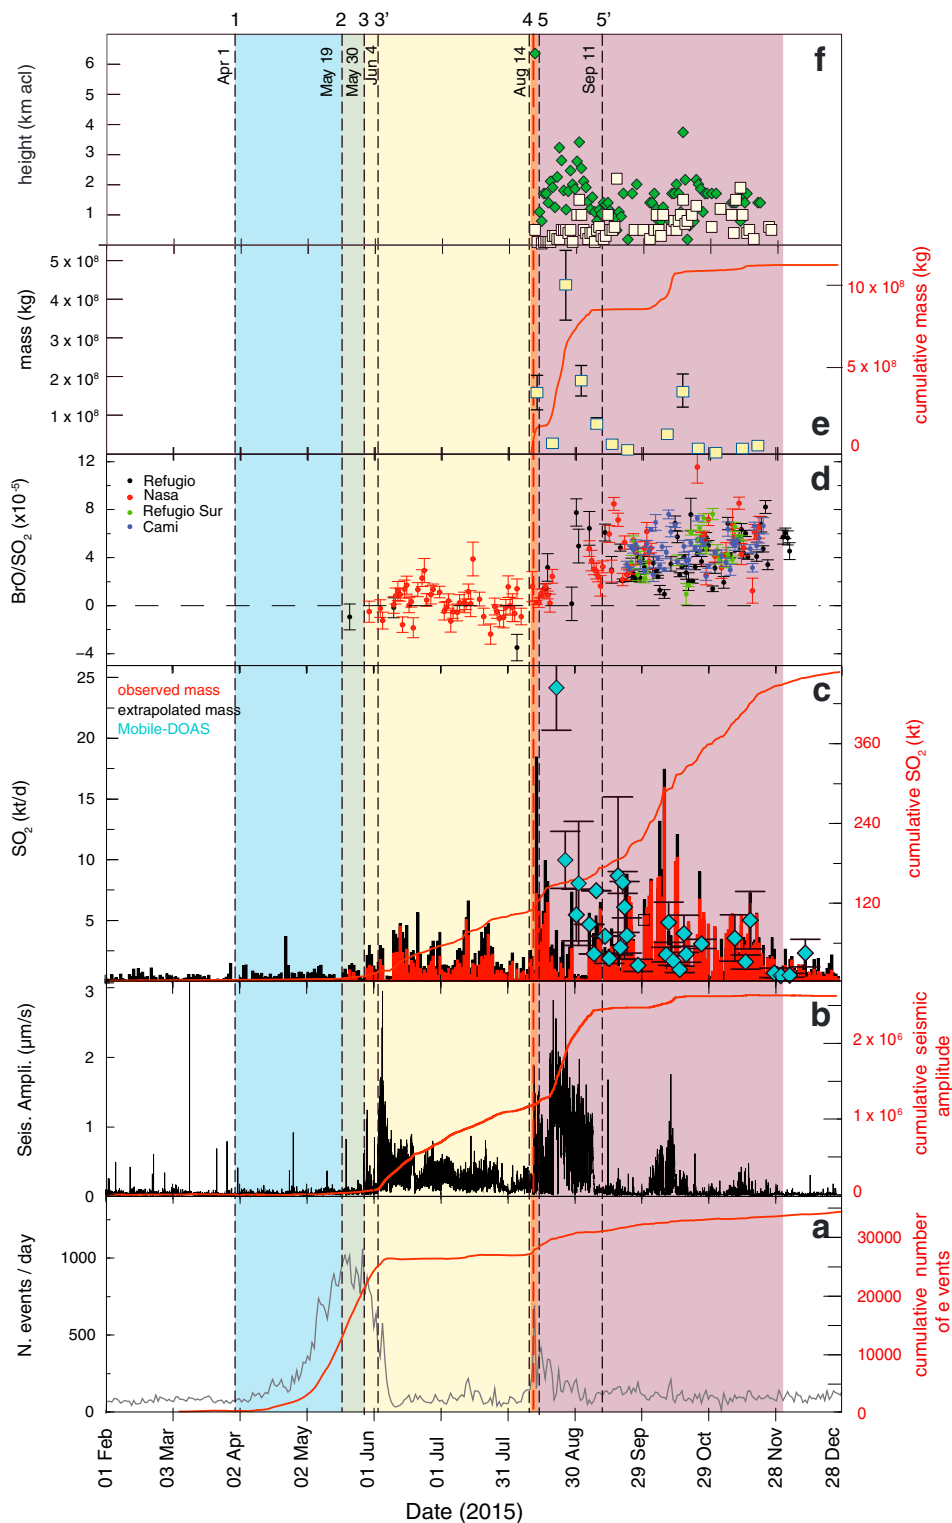 1 2 3 3' 4 5 5'
Apr 1
May 19
May 30
Jun 4
Aug 14
Sep 11
f
height (km acl)
6
5
4
3
2
1
e
mass (kg)
5 x 10⁸
4 x 10⁸
3 x 10⁸
2 x 10⁸
1 x 10⁸
cumulative mass (kg)
10 x 10⁸
5 x 10⁸
0
d
BrO/SO₂ (x10⁻⁵)
12
8
4
0
−4
Refugio
Nasa
Refugio Sur
Cami
c
SO₂ (kt/d)
25
20
15
10
5
0
observed mass
extrapolated mass
Mobile-DOAS
cumulative SO₂ (kt)
360
240
120
b
Seis. Ampli. (µm/s)
3
2
1
0
cumulative seismic
amplitude
2 x 10⁶
1 x 10⁶
0
a
N. events / day
1000
500
0
cumulative number
of e vents
30000
20000
10000
0
01 Feb
03 Mar
02 Apr
02 May
01 Jun
01 Jul
31 Jul
30 Aug
29 Sep
29 Oct
28 Nov
28 Dec
Date (2015)